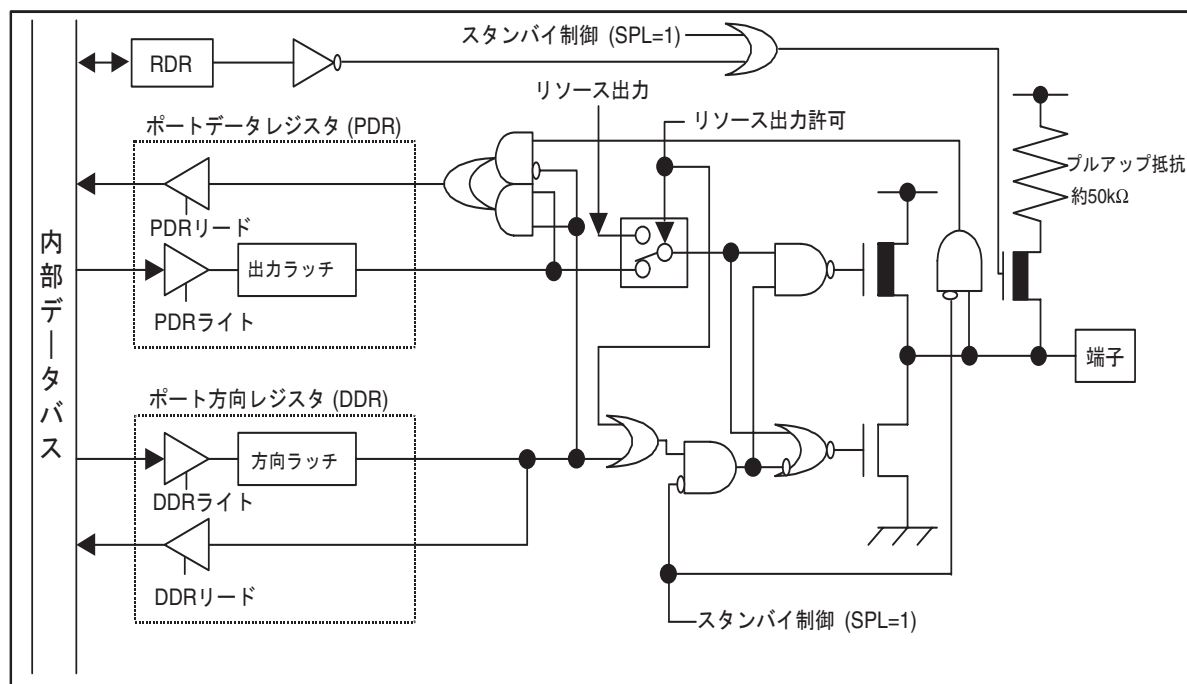 スタンバイ制御 (SPL=1)
RDR
リソース出力
リソース出力許可
ポートデータレジスタ (PDR)
プルアップ抵抗
約50kΩ
PDRリード
出力ラッチ
PDRライト
内部データバス
端子
ポート方向レジスタ (DDR)
方向ラッチ
DDRライト
DDRリード
スタンバイ制御 (SPL=1)